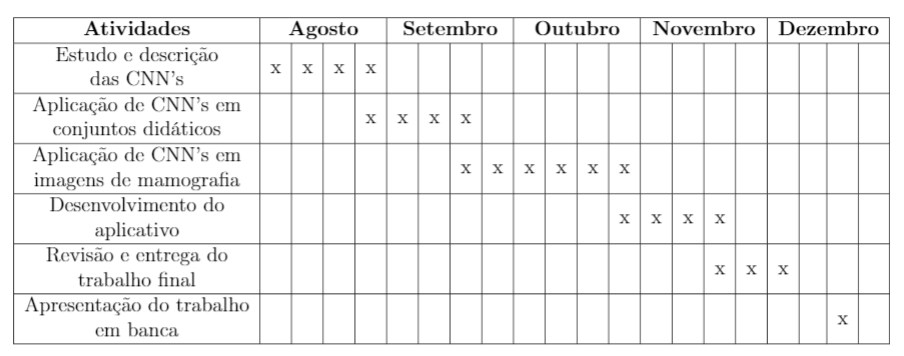 Atividades Agosto Setembro Outubro Novembro Dezembro
Estudo e descrição
das CNN's
x x x x
Aplicação de CNN's em
conjuntos didáticos
x x x x
Aplicação de CNN's em
imagens de mamografia
x x x x x x
Desenvolvimento do
aplicativo
x x x x
Revisão e entrega do
trabalho final
x x x
Apresentação do trabalho
em banca
x